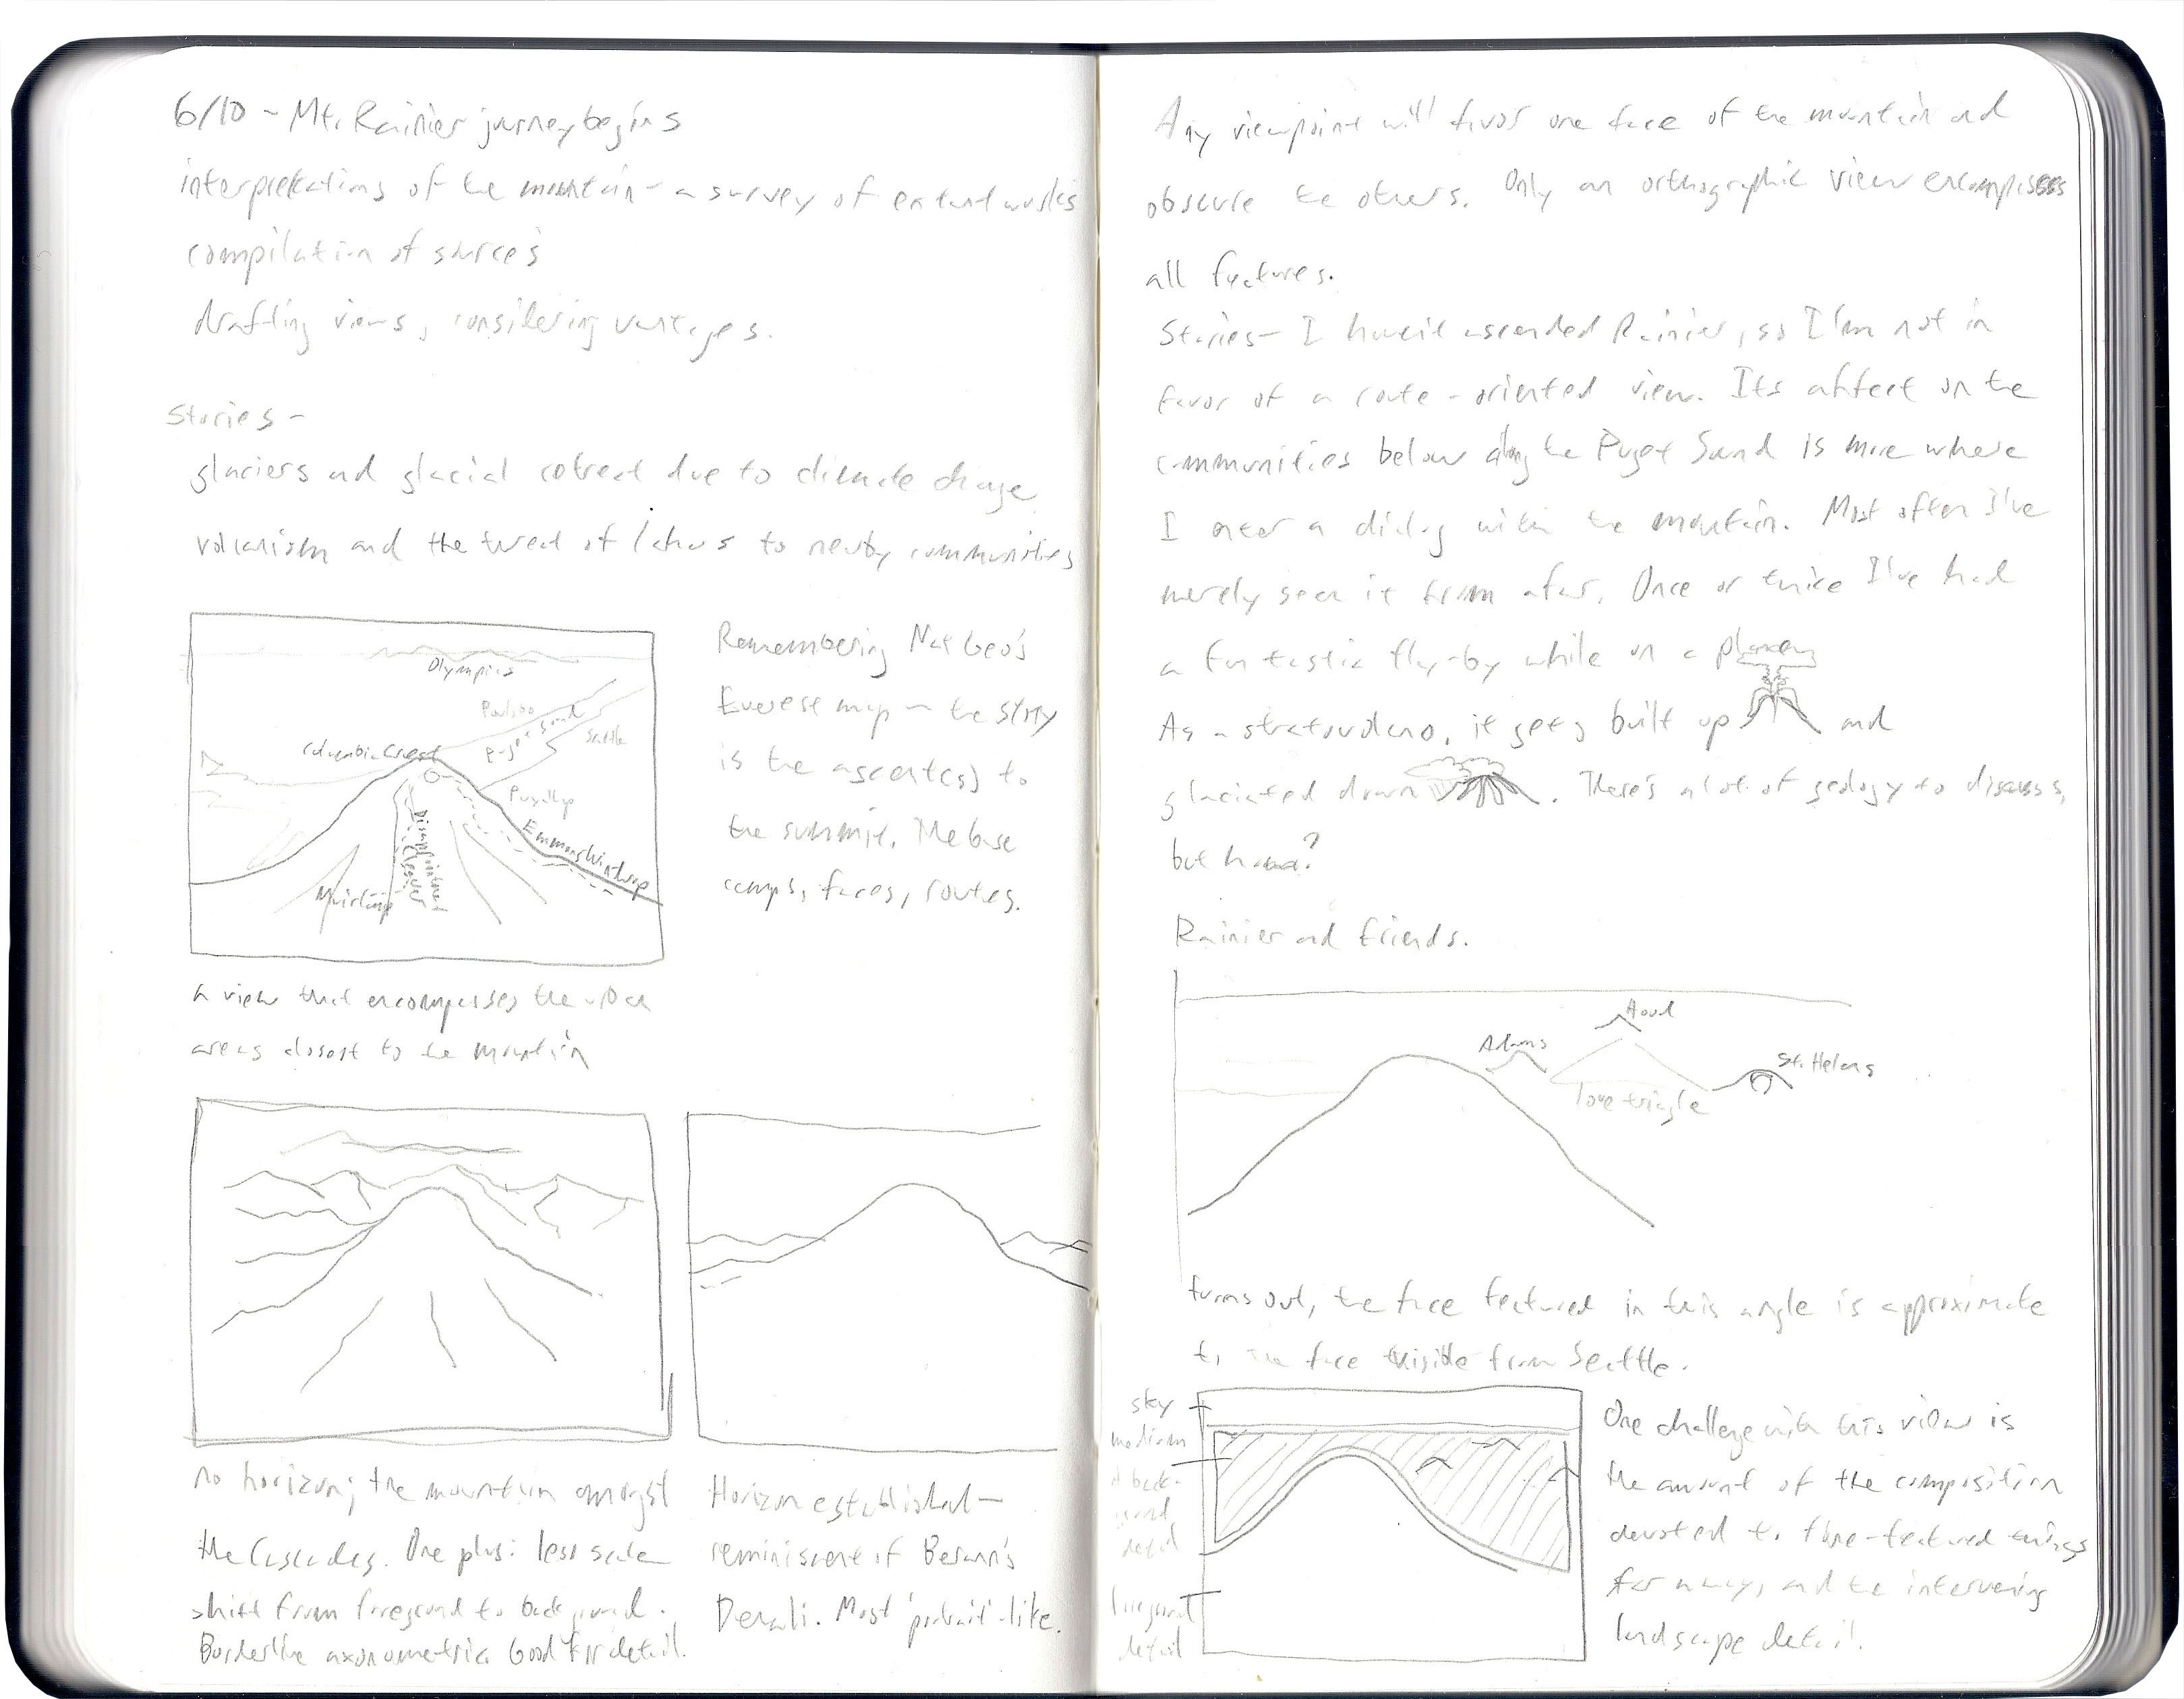 6/10 - Mt. Rainier journey begins
interpretations of the mountain - a survey of extant works
compilation of sources
drafting views, considering vantages.
Stories -
glaciers and glacial retreat due to climate change
volcanism and the threat of lahars to nearby communities
Olympics
Poulsbo
Puget Sound
Seattle
Columbia Crest
Puyallup
Emmons Winthrop
Disappointment Cleaver
Muir Camp
Remembering Nat Geo's
Everest map - the story
is the ascent(s) to
the summit. The base
camps, faces, routes.
A view that encompasses the urban
areas closest to the mountain
no horizon; the mountain amongst
the Cascades. One plus: less scale
shift from foreground to background.
Borderline axonometric. Good for detail.
Horizon established -
reminiscent of Berann's
Denali. Most 'portrait'-like.
Any viewpoint will favor one face of the mountain and
obscure the others. Only an orthographic view encompasses
all features.
Stories - I haven't ascended Rainier, so I'm not in
favor of a route-oriented view. Its affect on the
communities below along the Puget Sound is more where
I enter a dialog with the mountain. Most often I've
merely seen it from afar. Once or twice I've had
a fantastic fly-by while on a plane.
As a stratovolcano, it gets built up and
glaciated down. There's a lot of geology to discuss,
but how?
Rainier and friends.
Hood
Adams
St. Helens
love triangle
turns out, the face featured in this angle is approximate
to the face visible from Seattle.
sky
medium
back-
ground
detail
foreground
detail
One challenge with this view is
the amount of the composition
devoted to fine-featured things
far away, and the intervening
landscape detail.